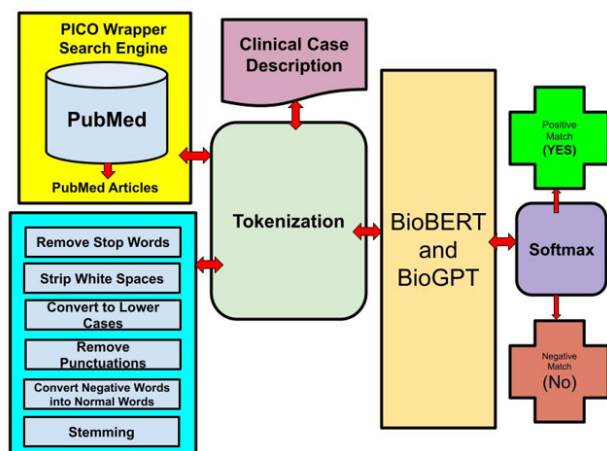 PICO Wrapper
Search Engine
PubMed
PubMed Articles
Clinical Case
Description
Remove Stop Words
Strip White Spaces
Convert to Lower
Cases
Remove
Punctuations
Convert Negative Words
into Normal Words
Stemming
Tokenization
BioBERT
and
BioGPT
Positive
Match
(YES)
Softmax
Negative
Match
(No)